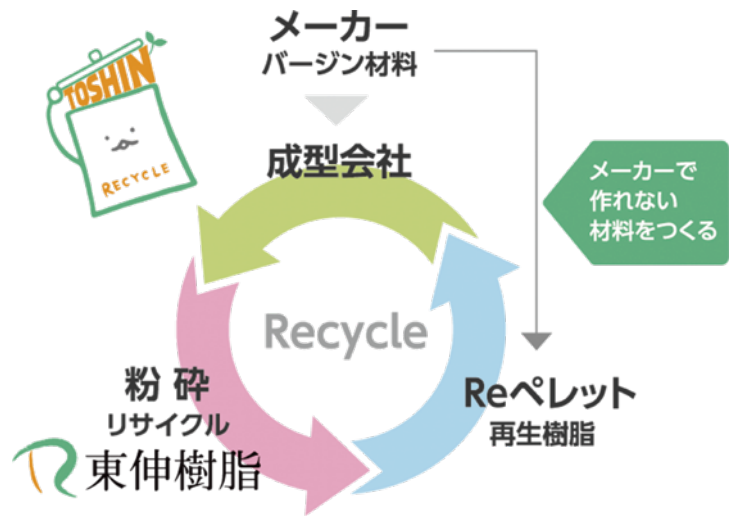 メーカー
バージン材料
TOSHIN
RECYCLE
成型会社
メーカーで
作れない
材料をつくる
Recycle
粉砕
リサイクル
東伸樹脂
Reペレット
再生樹脂